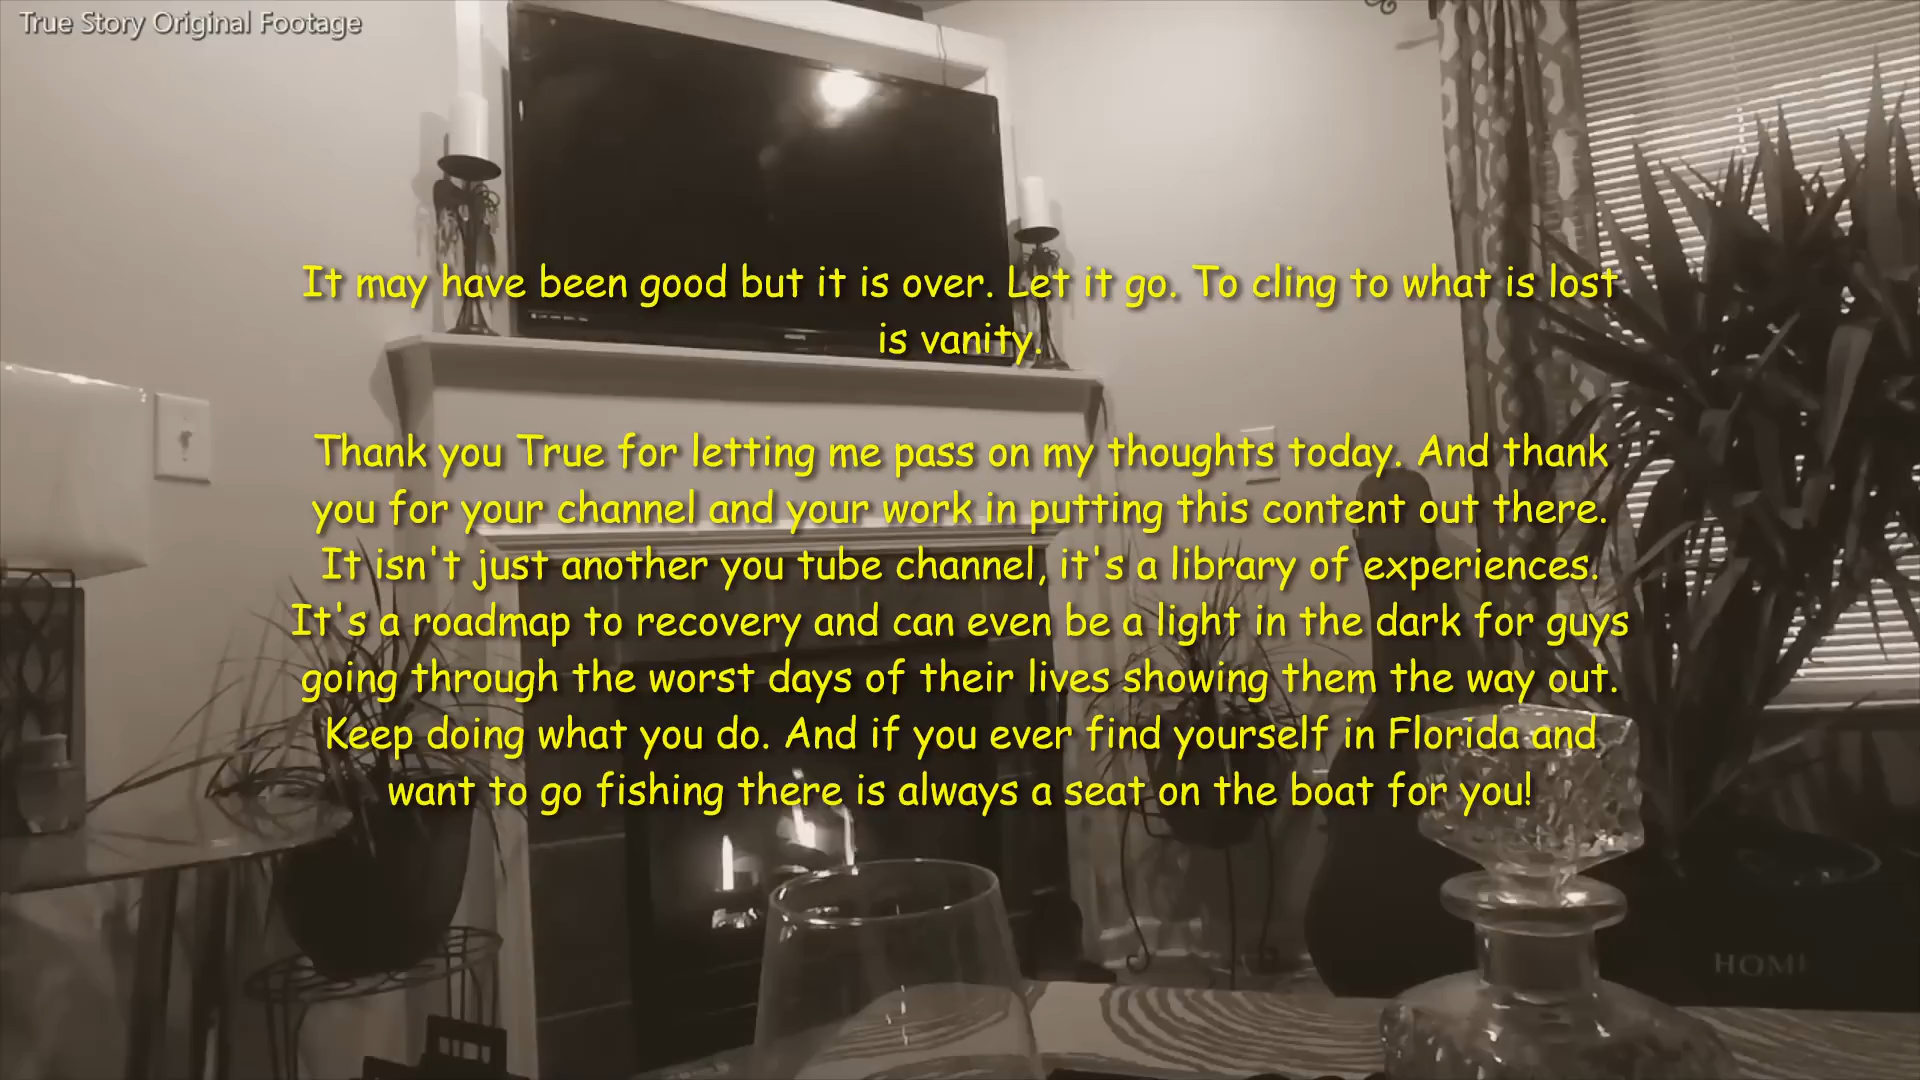 True Story Original Footage
It may have been good but it is over. Let it go. To cling to what is lost
is vanity.
Thank you True for letting me pass on my thoughts today. And thank
you for your channel and your work in putting this content out there.
It isn't just another you tube channel, it's a library of experiences.
It's a roadmap to recovery and can even be a light in the dark for guys
going through the worst days of their lives showing them the way out.
Keep doing what you do. And if you ever find yourself in Florida and
want to go fishing there is always a seat on the boat for you!
HOME